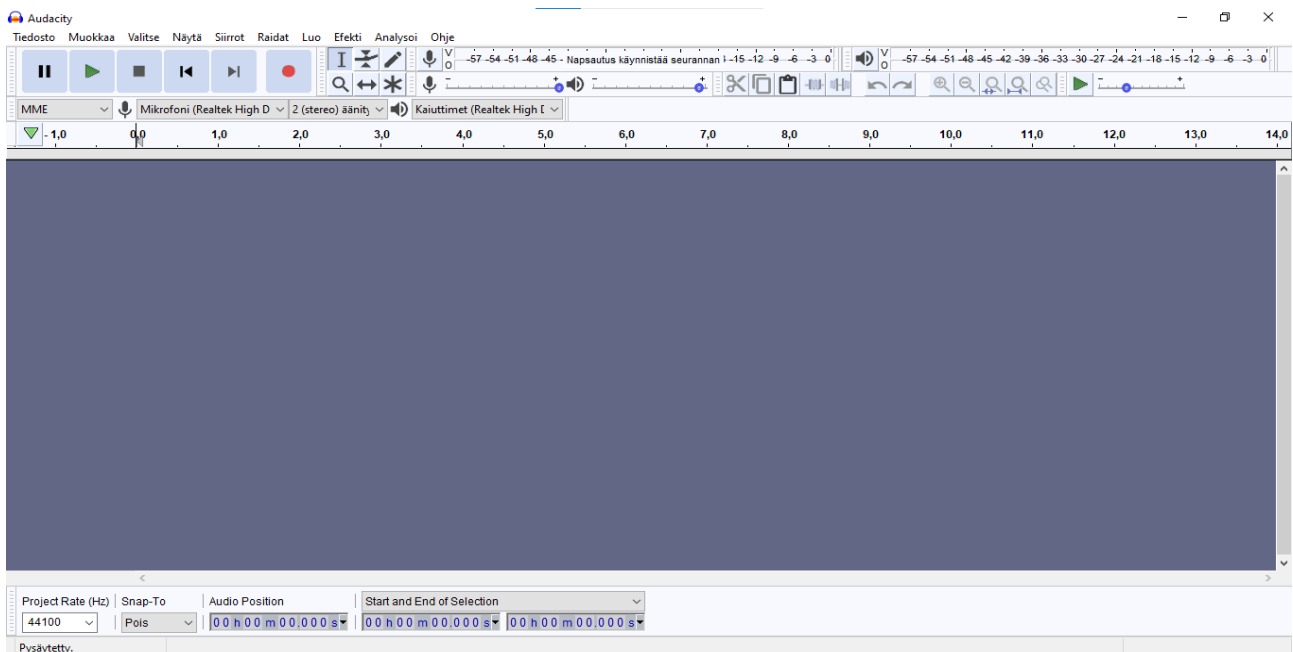 Audacity
Tiedosto Muokkaa Valitse Näytä Siirrot Raidat Luo Efekti Analysoi Ohje
V O -57 -54 -51 -48 -45 - Napsautus käynnistää seurannan -15 -12 -9 -6 -3 0 V O -57 -54 -51 -48 -45 -42 -39 -36 -33 -30 -27 -24 -21 -18 -15 -12 -9 -6 -3 0
- + - + - +
MME Mikrofoni (Realtek High D 2 (stereo) äänity Kaiuttimet (Realtek High D
- 1,0 0,0 1,0 2,0 3,0 4,0 5,0 6,0 7,0 8,0 9,0 10,0 11,0 12,0 13,0 14,0
Project Rate (Hz) Snap-To Audio Position Start and End of Selection
44100 Pois 00 h 00 m 00.000 s 00 h 00 m 00.000 s 00 h 00 m 00.000 s
Pysäytetty.